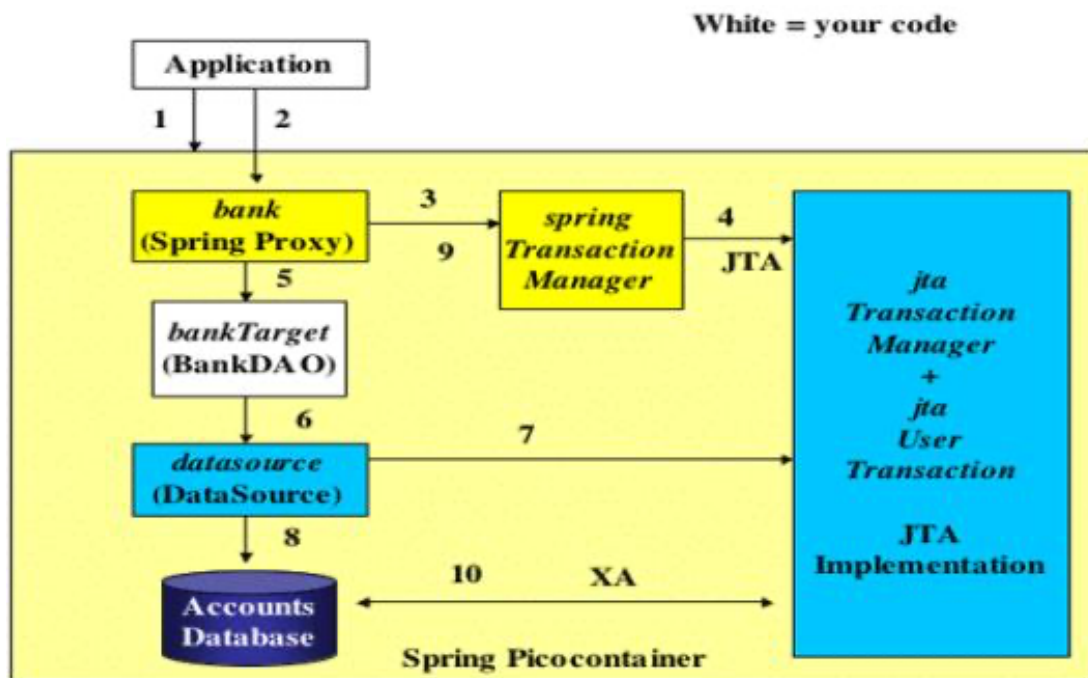 White = your code
Application
1
2
bank
(Spring Proxy)
3
9
spring
Transaction
Manager
4
JTA
5
bankTarget
(BankDAO)
6
datasource
(DataSource)
7
8
Accounts
Database
10
XA
jta
Transaction
Manager
+
jta
User
Transaction
JTA
Implementation
Spring Picocontainer